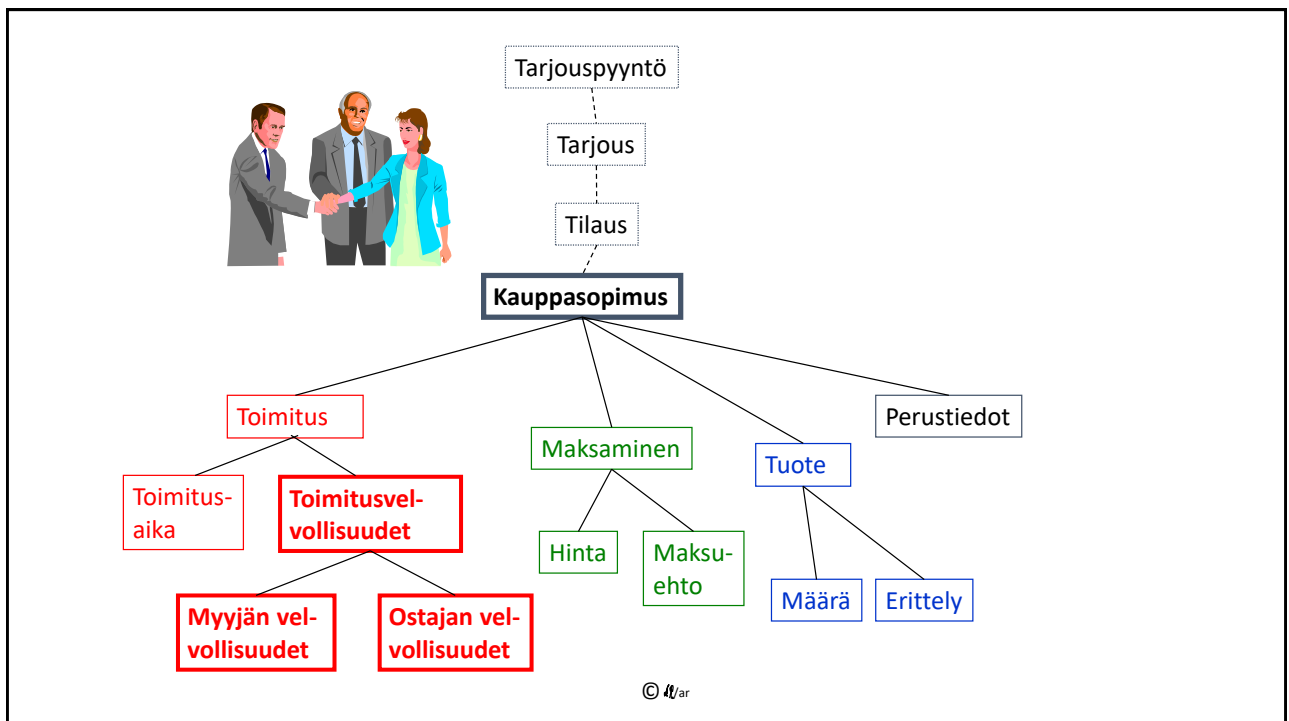 Tarjouspyyntö
Tarjous
Tilaus
Kauppasopimus
Toimitus
Perustiedot
Maksaminen
Tuote
Toimitus-
aika
Toimitusvel-
vollisuudet
Hinta
Maksu-
ehto
Määrä
Erittely
Myyjän vel-
vollisuudet
Ostajan vel-
vollisuudet
© /ar